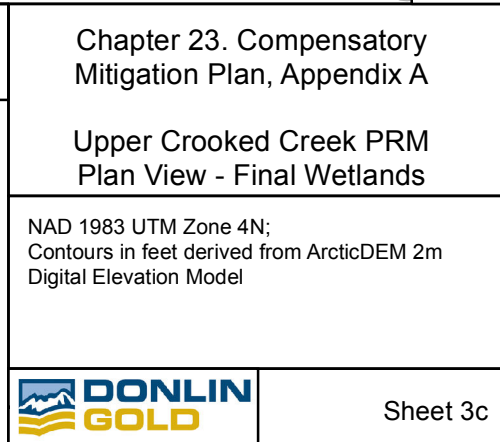 Chapter 23. Compensatory
Mitigation Plan, Appendix A
Upper Crooked Creek PRM
Plan View - Final Wetlands
NAD 1983 UTM Zone 4N;
Contours in feet derived from ArcticDEM 2m
Digital Elevation Model
DONLIN
GOLD
Sheet 3c